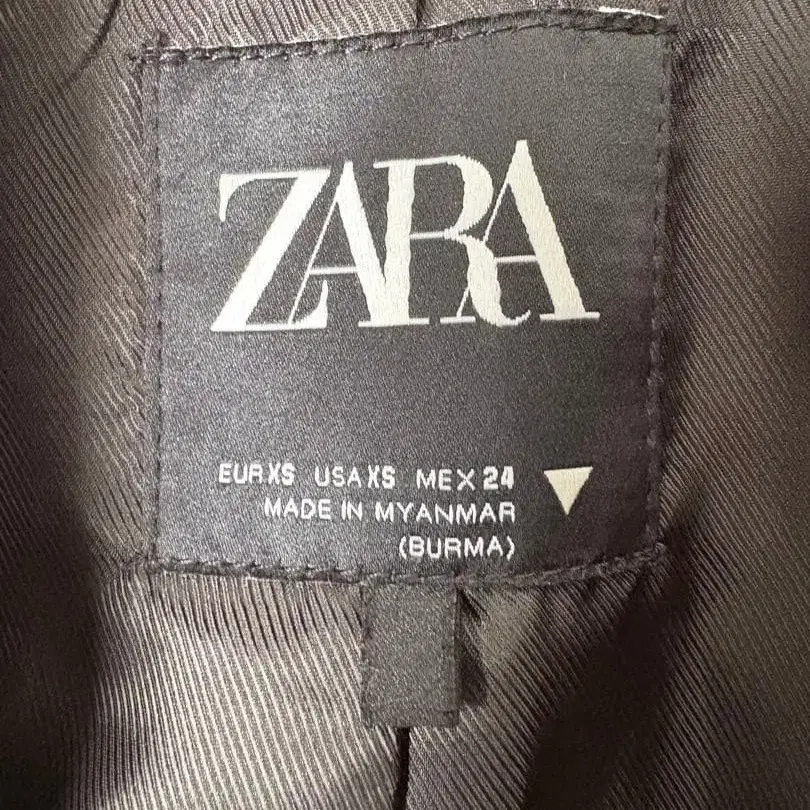 ZARA
EUR XS USA XS MEX 24
MADE IN MYANMAR
(BURMA)